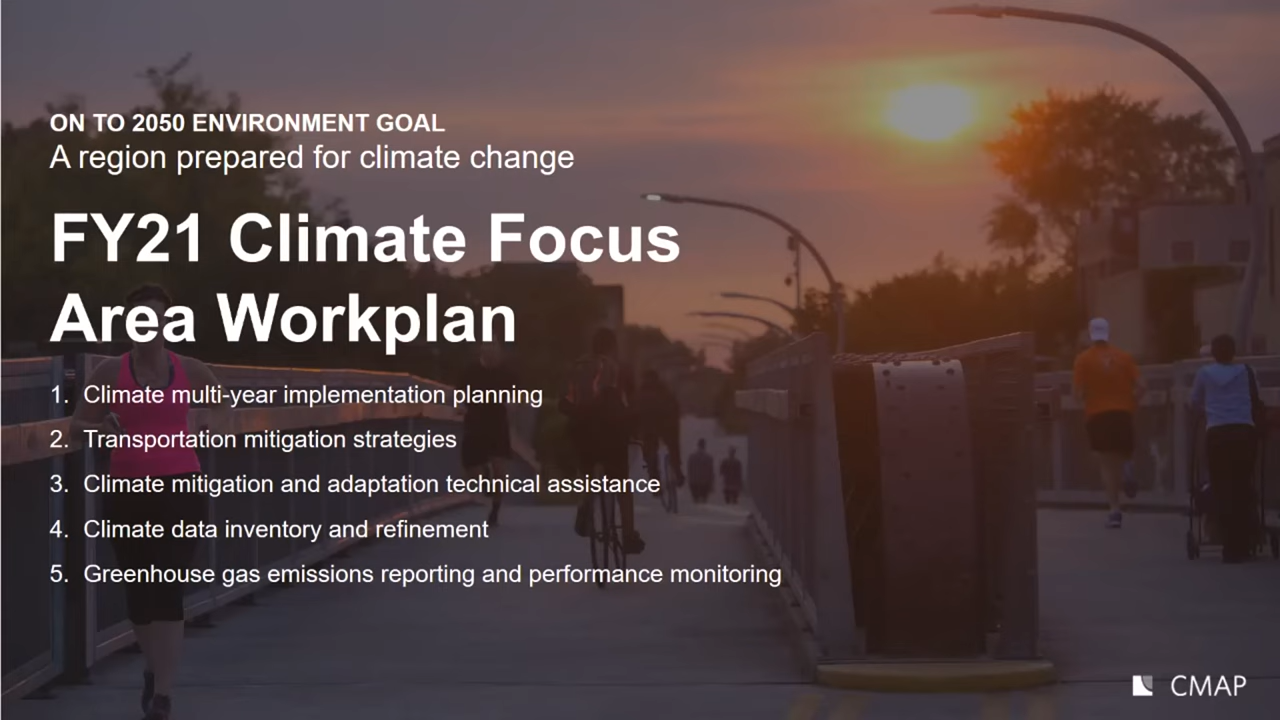 ON TO 2050 ENVIRONMENT GOAL
A region prepared for climate change
FY21 Climate Focus
Area Workplan
1. Climate multi-year implementation planning
2. Transportation mitigation strategies
3. Climate mitigation and adaptation technical assistance
4. Climate data inventory and refinement
5. Greenhouse gas emissions reporting and performance monitoring
CMAP